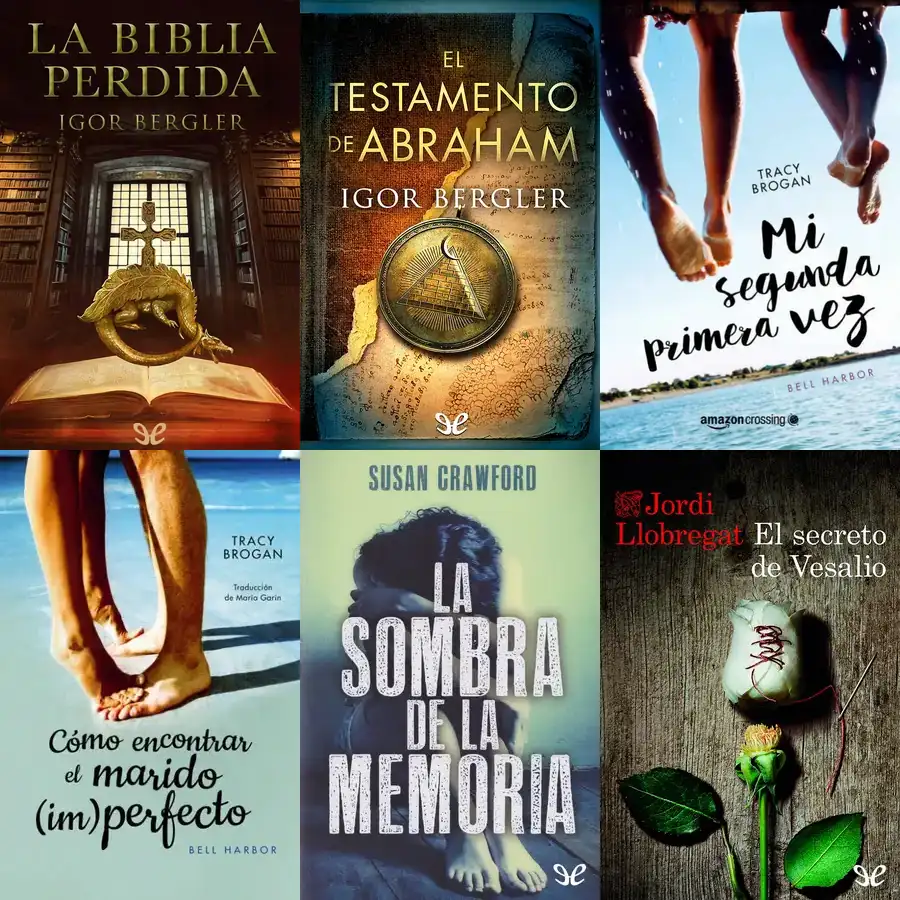 LA BIBLIA
PERDIDA
IGOR BERGLER
EL
TESTAMENTO
DE ABRAHAM
IGOR BERGLER
TRACY
BROGAN
Mi
segunda
primera vez
BELL HARBOR
amazoncrossing
TRACY
BROGAN
Traducción
de María Garín
Cómo encontrar
el marido
(im)perfecto
BELL HARBOR
SUSAN CRAWFORD
LA
SOMBRA
DE LA
MEMORIA
Jordi
Llobregat El secreto
de Vesalio